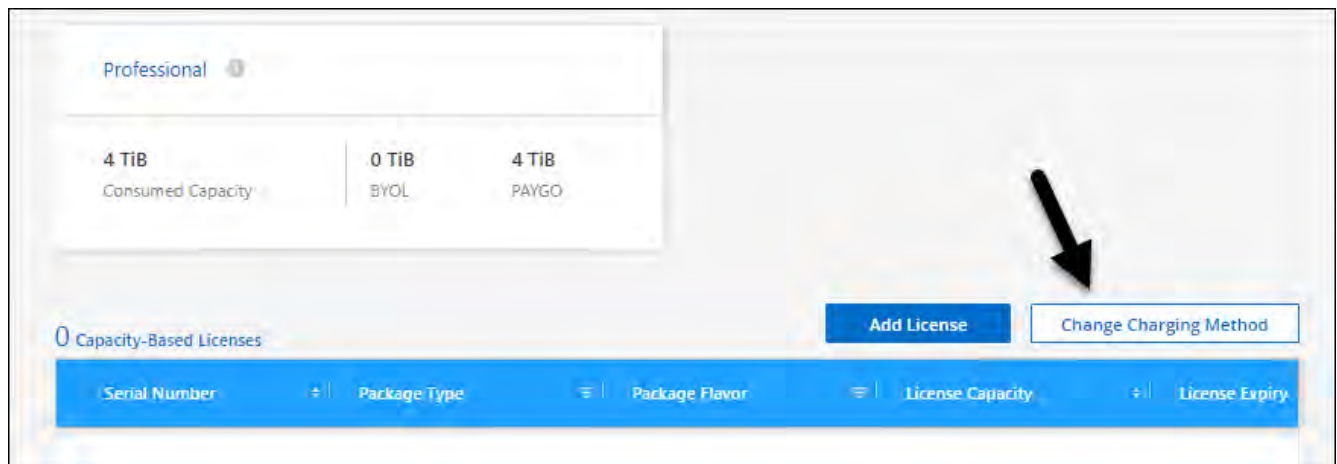 Professional
4 TiB 0 TiB 4 TiB
Consumed Capacity BYOL PAYGO
Add License Change Charging Method
0 Capacity-Based Licenses
Serial Number Package Type Package Flavor License Capacity License Expiry